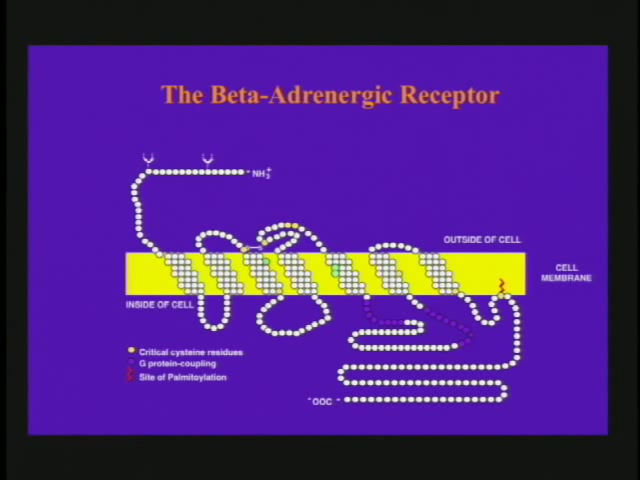 The Beta-Adrenergic Receptor
NH3+
OUTSIDE OF CELL
CELL
MEMBRANE
INSIDE OF CELL
Critical cysteine residues
G protein-coupling
Site of Palmitoylation
-OOC